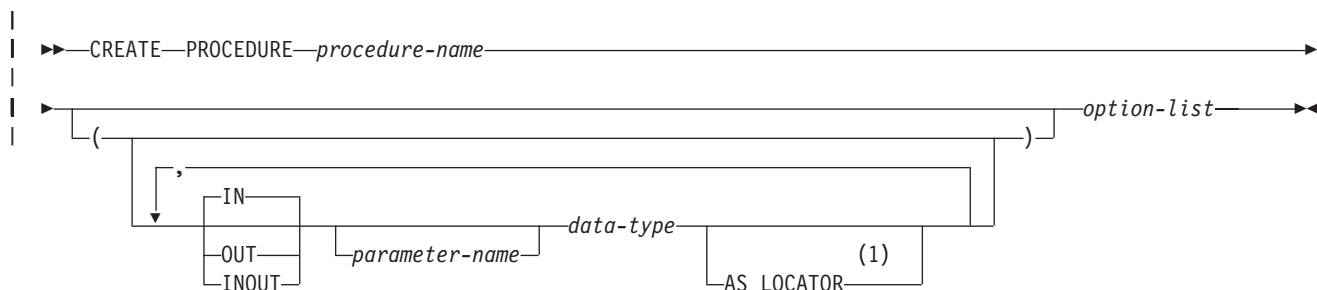 CREATE PROCEDURE procedure-name
option-list
( )
,
IN
OUT
INOUT
parameter-name
data-type
(1)
AS LOCATOR